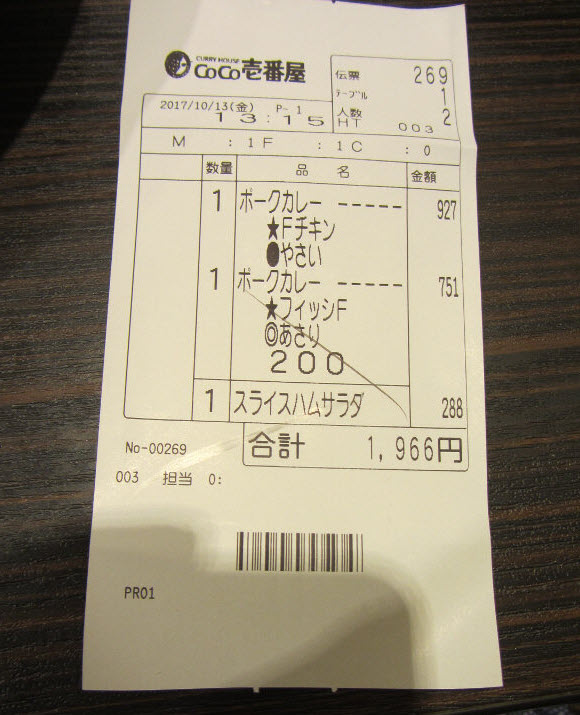 CURRY HOUSE
CoCo壱番屋
伝票 269
テーブル 1
人数 2
HT 003
2017/10/13(金) P- 1
13:15
M :1F :1C :0
数量 品 名 金額
1 ポークカレー ----- 927
★Fチキン
●やさい
1 ポークカレー ----- 751
★フィッシF
◎あさり
200
1 スライスハムサラダ 288
合計 1,966円
No-00269
003 担当 0:
PR01